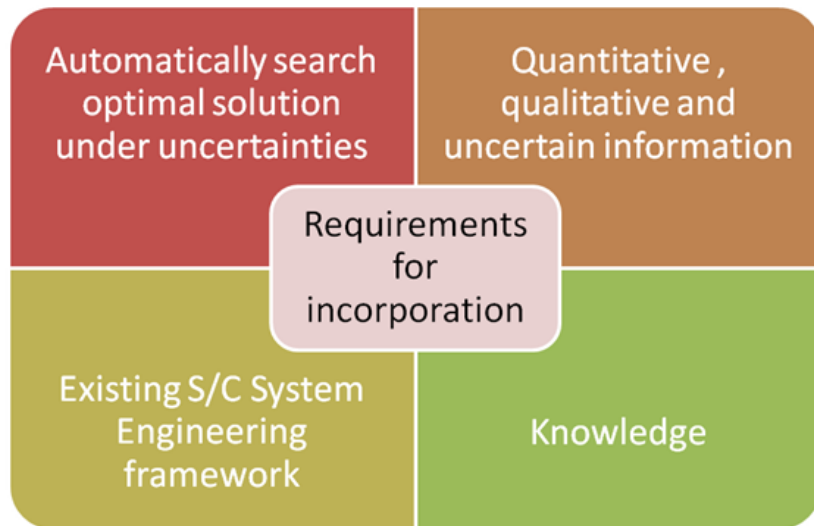 Automatically search
optimal solution
under uncertainties
Quantitative ,
qualitative and
uncertain information
Requirements
for
incorporation
Existing S/C System
Engineering
framework
Knowledge